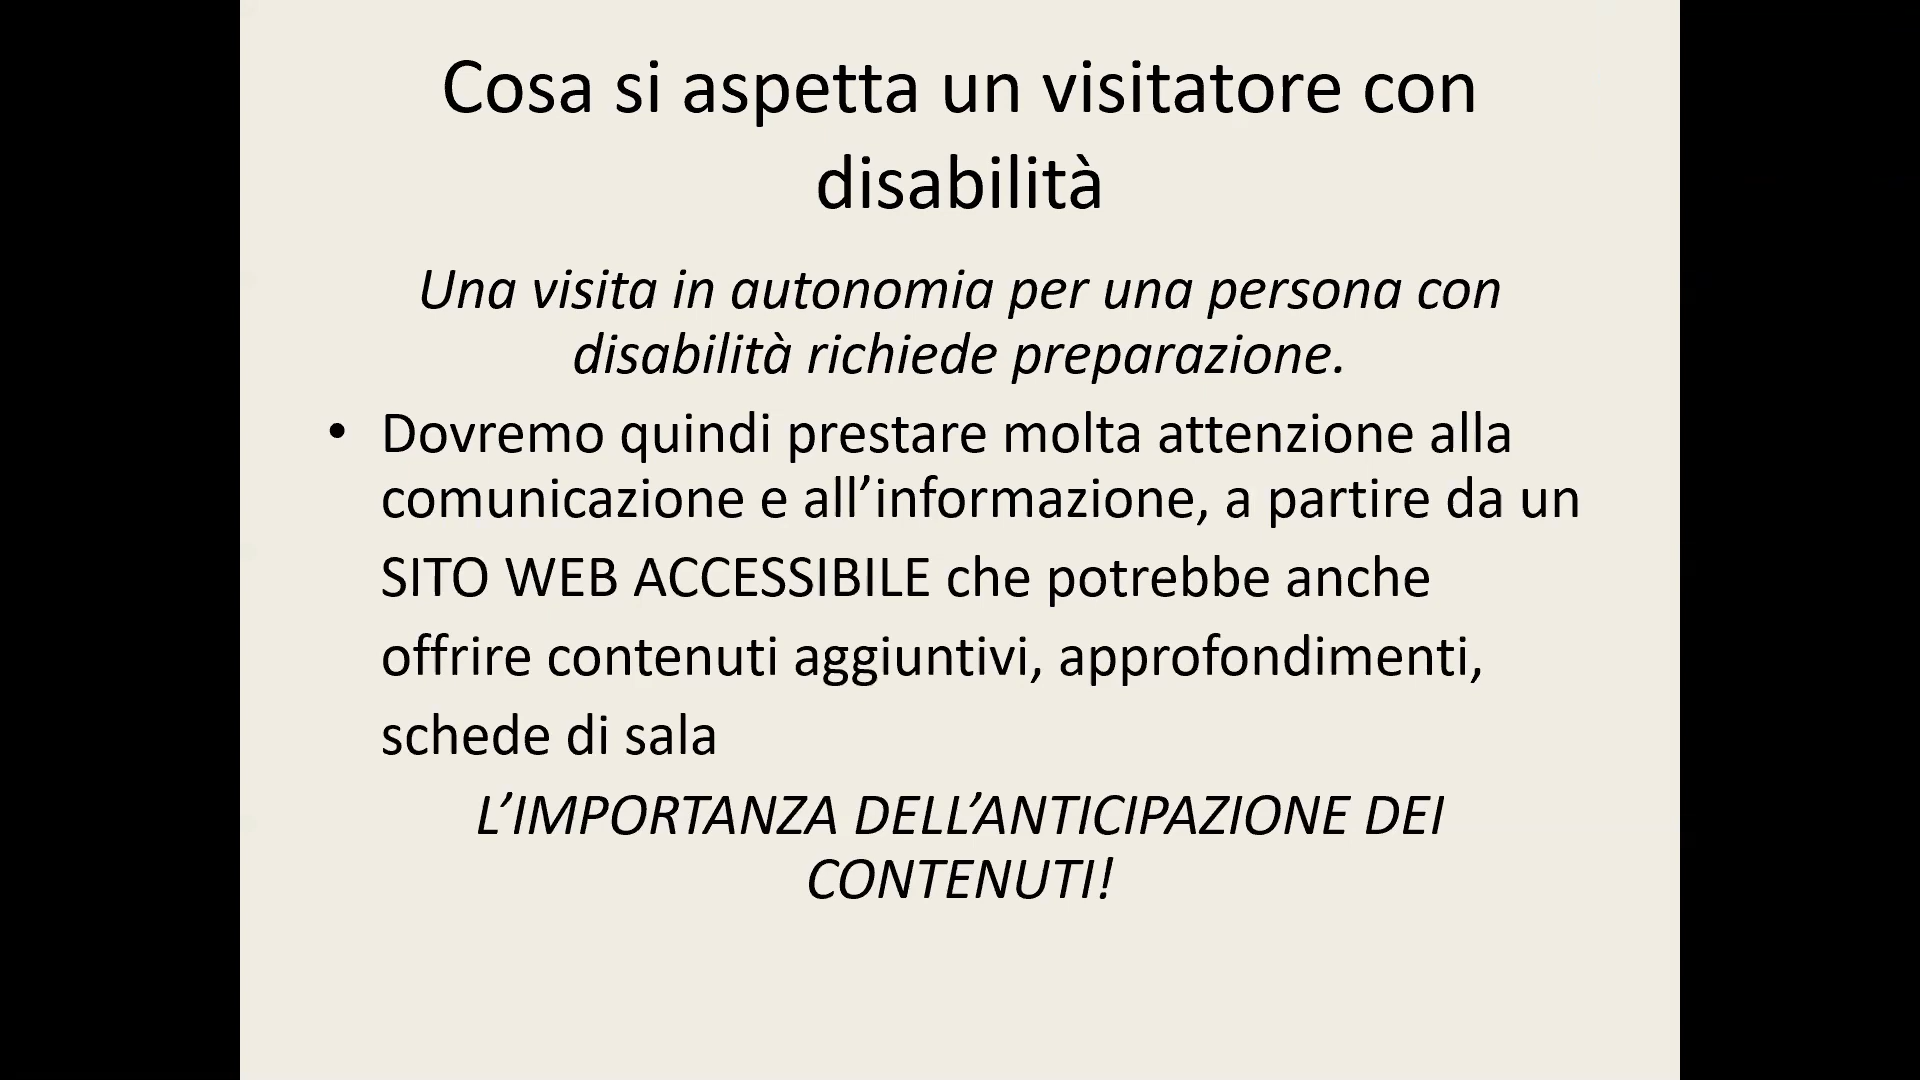 Cosa si aspetta un visitatore con
disabilità
Una visita in autonomia per una persona con
disabilità richiede preparazione.
• Dovremo quindi prestare molta attenzione alla
comunicazione e all’informazione, a partire da un
SITO WEB ACCESSIBILE che potrebbe anche
offrire contenuti aggiuntivi, approfondimenti,
schede di sala
L’IMPORTANZA DELL’ANTICIPAZIONE DEI
CONTENUTI!